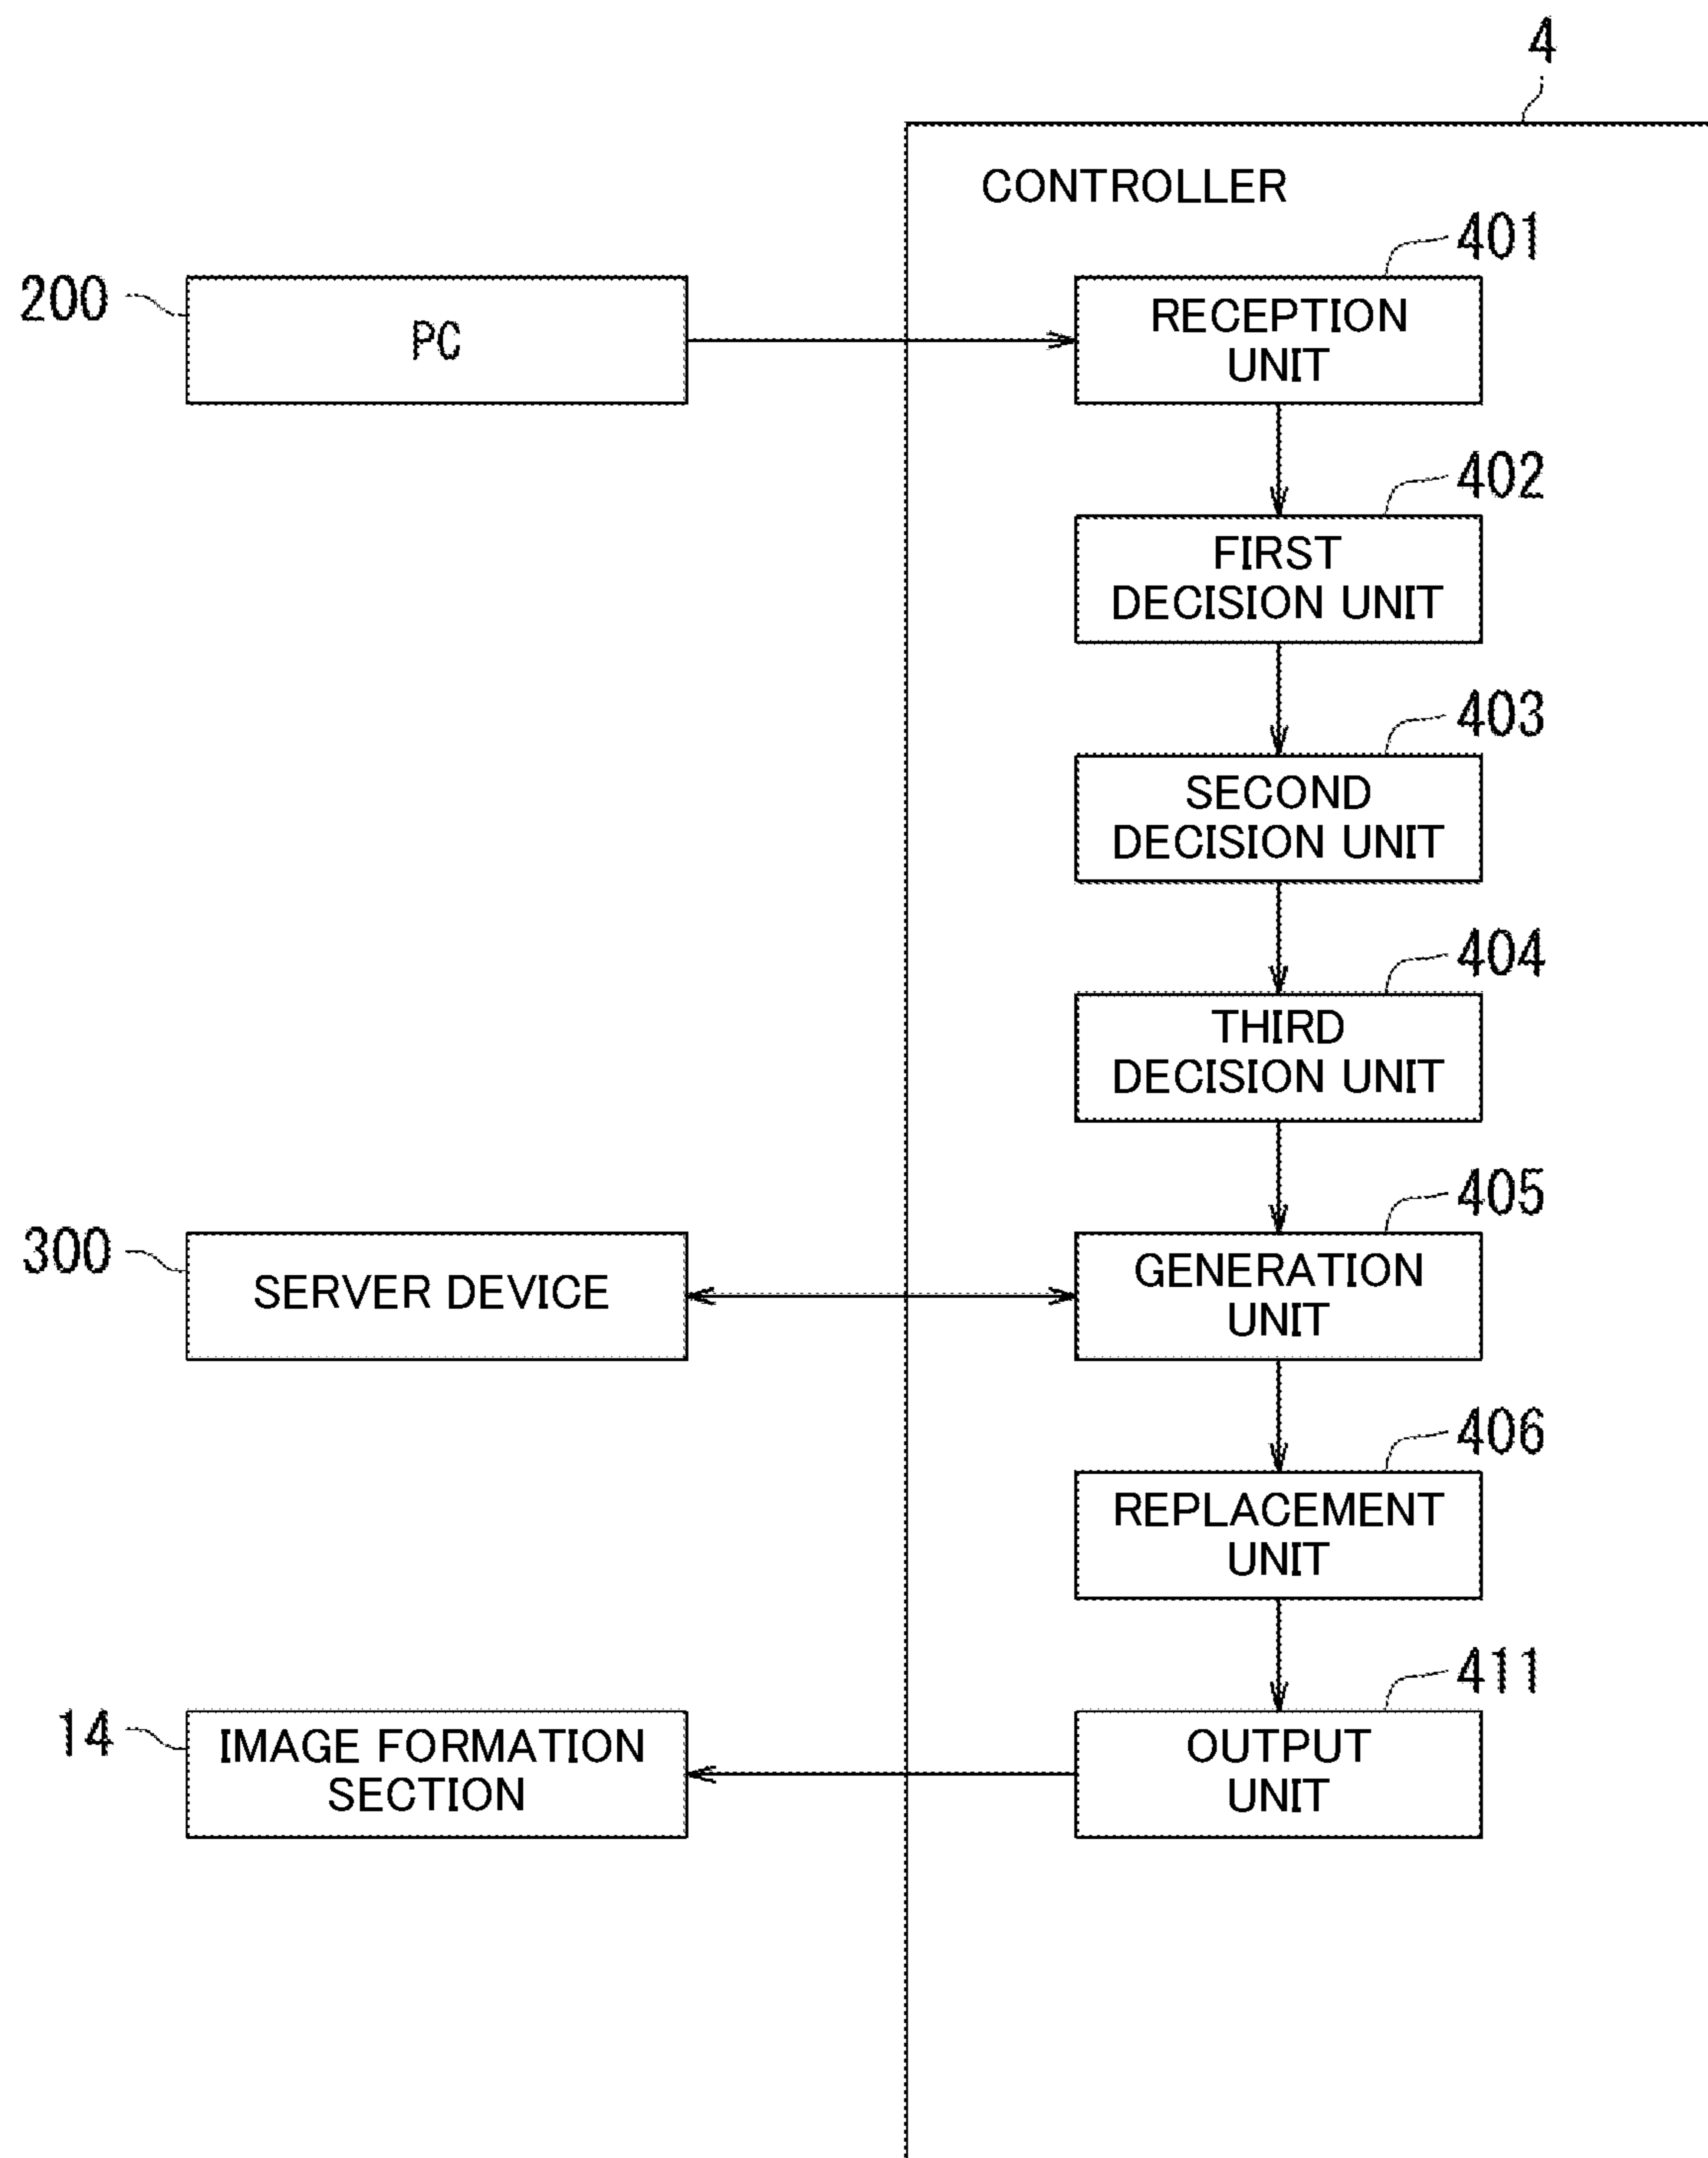 4
CONTROLLER
401
200
PC
RECEPTION
UNIT
402
FIRST
DECISION UNIT
403
SECOND
DECISION UNIT
404
THIRD
DECISION UNIT
405
300
SERVER DEVICE
GENERATION
UNIT
406
REPLACEMENT
UNIT
411
14
IMAGE FORMATION
SECTION
OUTPUT
UNIT